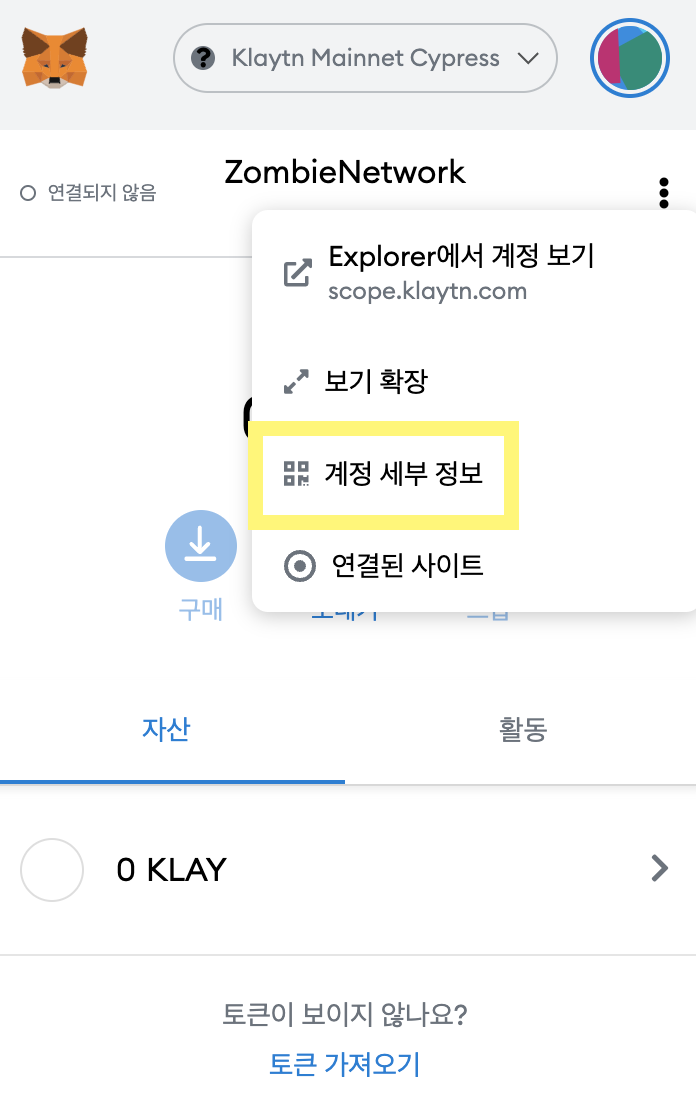 Klaytn Mainnet Cypress
ZombieNetwork
연결되지 않음
Explorer에서 계정 보기
scope.klaytn.com
보기 확장
계정 세부 정보
연결된 사이트
구매
자산
활동
0 KLAY
토큰이 보이지 않나요?
토큰 가져오기